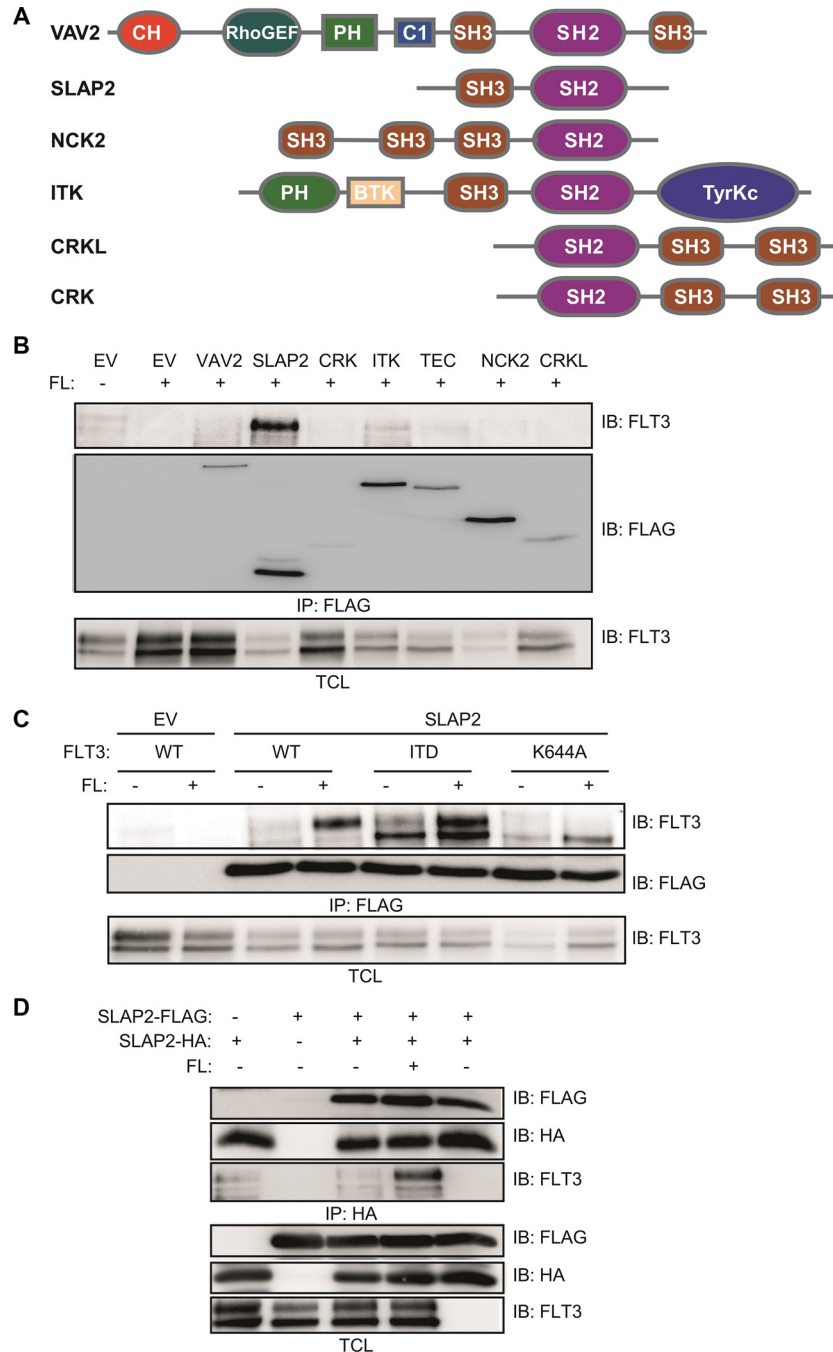 A
VAV2 CH RhoGEF PH C1 SH3 SH2 SH3
SLAP2 SH3 SH2
NCK2 SH3 SH3 SH3 SH2
ITK PH BTK SH3 SH2 TyrKc
CRKL SH2 SH3 SH3
CRK SH2 SH3 SH3
B
EV EV VAV2 SLAP2 CRK ITK TEC NCK2 CRKL
FL: - + + + + + + + +
IB: FLT3
IB: FLAG
IP: FLAG
IB: FLT3
TCL
C
EV SLAP2
FLT3: WT WT ITD K644A
FL: - + - + - + - +
IB: FLT3
IB: FLAG
IP: FLAG
IB: FLT3
TCL
D
SLAP2-FLAG: - + + + +
SLAP2-HA: + - + + +
FL: - - - + -
IB: FLAG
IB: HA
IB: FLT3
IP: HA
IB: FLAG
IB: HA
IB: FLT3
TCL